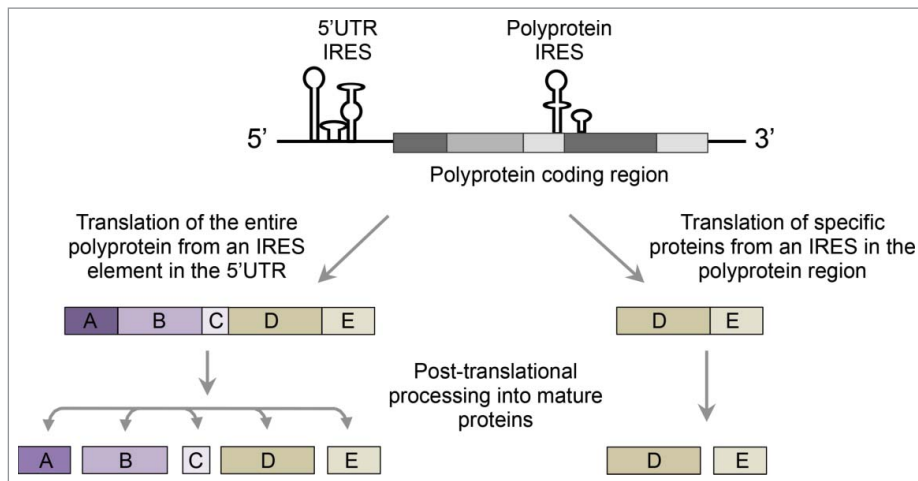 5’UTR
IRES
Polyprotein
IRES
5’
3’
Polyprotein coding region
Translation of the entire
polyprotein from an IRES
element in the 5’UTR
Translation of specific
proteins from an IRES in the
polyprotein region
A B C D E
D E
Post-translational
processing into mature
proteins
A B C D E
D E